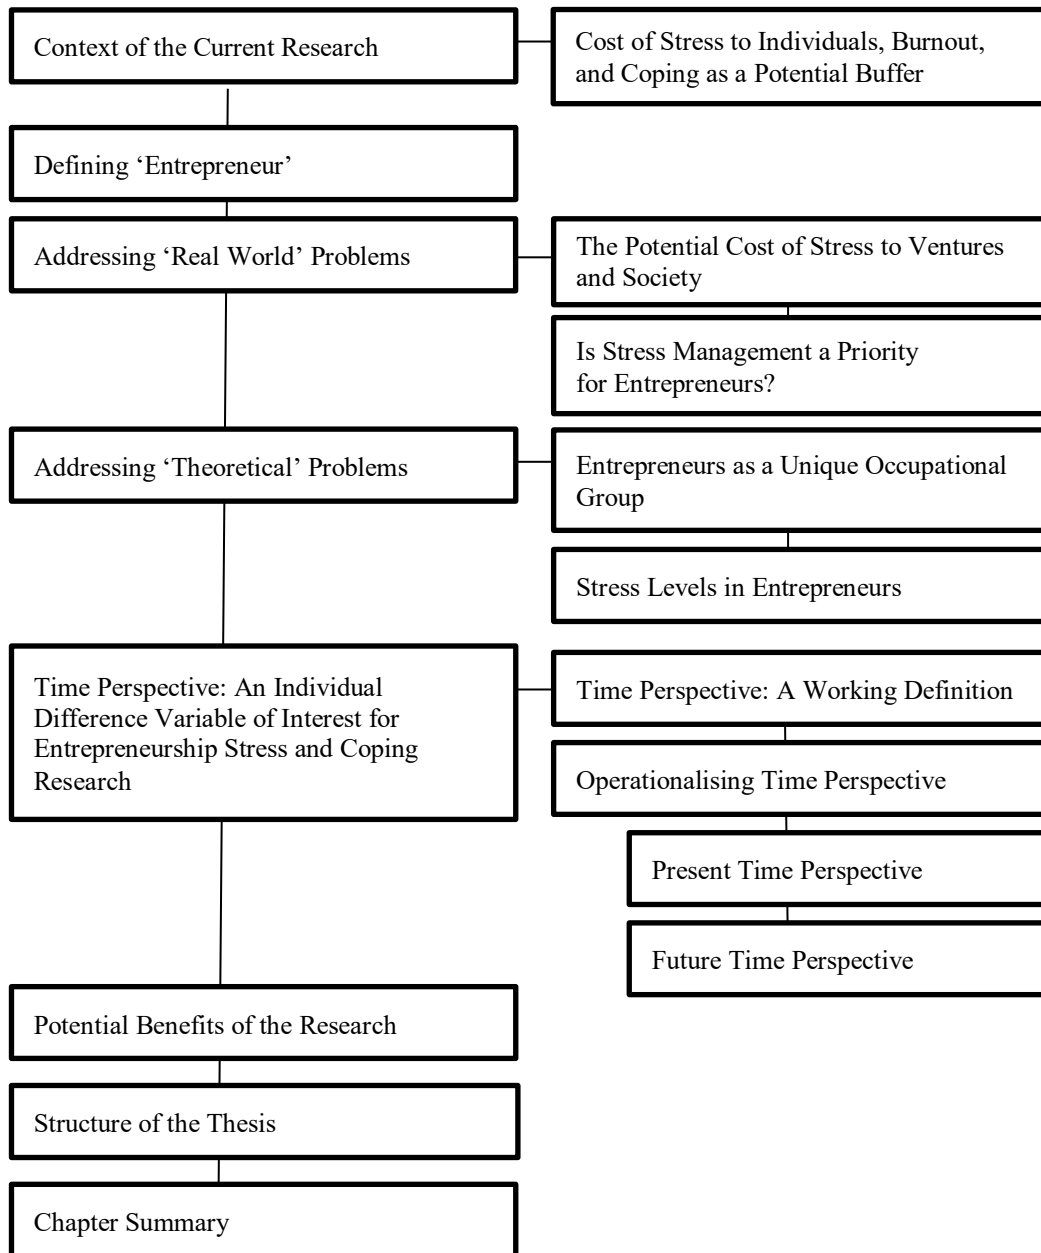 Context of the Current Research
Cost of Stress to Individuals, Burnout,
and Coping as a Potential Buffer
Defining ‘Entrepreneur’
Addressing ‘Real World’ Problems
The Potential Cost of Stress to Ventures
and Society
Is Stress Management a Priority
for Entrepreneurs?
Addressing ‘Theoretical’ Problems
Entrepreneurs as a Unique Occupational
Group
Stress Levels in Entrepreneurs
Time Perspective: An Individual
Difference Variable of Interest for
Entrepreneurship Stress and Coping
Research
Time Perspective: A Working Definition
Operationalising Time Perspective
Present Time Perspective
Future Time Perspective
Potential Benefits of the Research
Structure of the Thesis
Chapter Summary